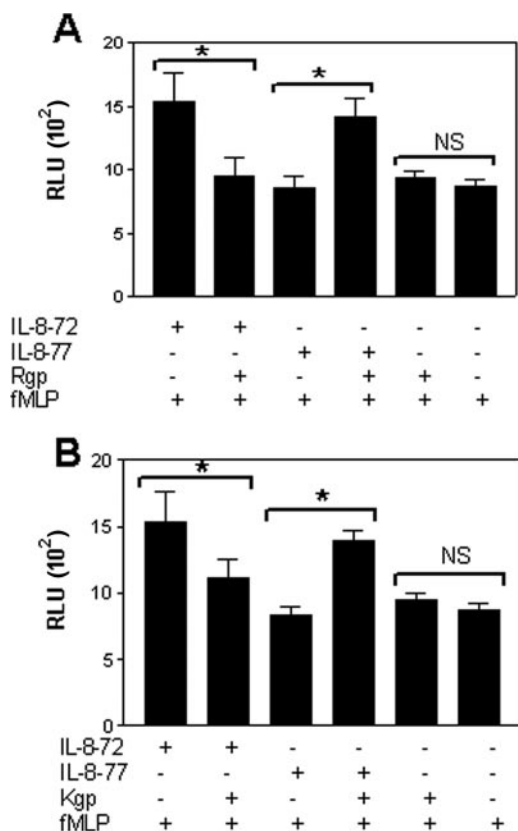 A
20
15
10
5
0
RLU (10²)
*
*
NS
IL-8-72 + + - - - -
IL-8-77 - - + + - -
Rgp - + - + + -
fMLP + + + + + +
B
20
15
10
5
0
RLU (10²)
*
*
NS
IL-8-72 + + - - - -
IL-8-77 - - + + - -
Kgp - + - + + -
fMLP + + + + + +